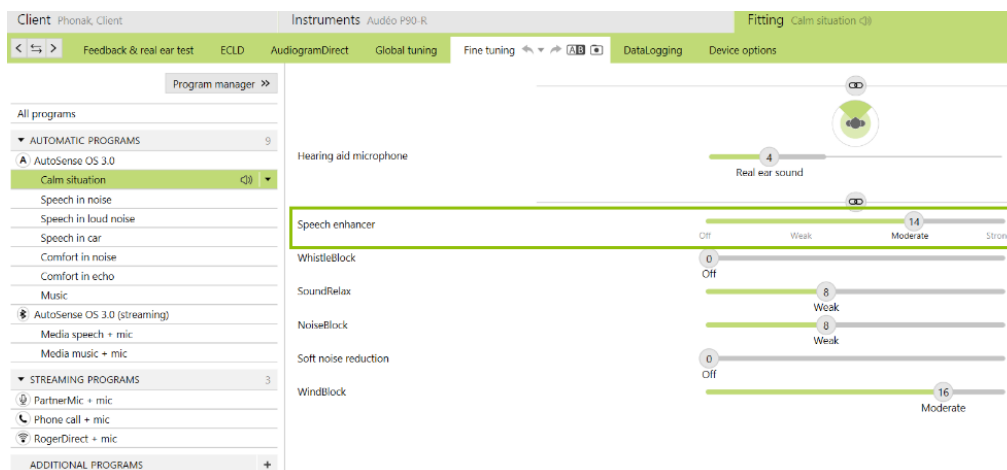 Client Phonak, Client Instruments Audéo P90-R Fitting Calm situation
Feedback & real ear test ECLD AudiogramDirect Global tuning Fine tuning AB DataLogging Device options
Program manager
All programs
AUTOMATIC PROGRAMS 9
A AutoSense OS 3.0
Calm situation
Speech in noise
Speech in loud noise
Speech in car
Comfort in noise
Comfort in echo
Music
AutoSense OS 3.0 (streaming)
Media speech + mic
Media music + mic
STREAMING PROGRAMS 3
PartnerMic + mic
Phone call + mic
RogerDirect + mic
ADDITIONAL PROGRAMS +
Hearing aid microphone 4
Real ear sound
Speech enhancer 14
Off Weak Moderate Stron
WhistleBlock 0
Off
SoundRelax 8
Weak
NoiseBlock 8
Weak
Soft noise reduction 0
Off
WindBlock 16
Moderate